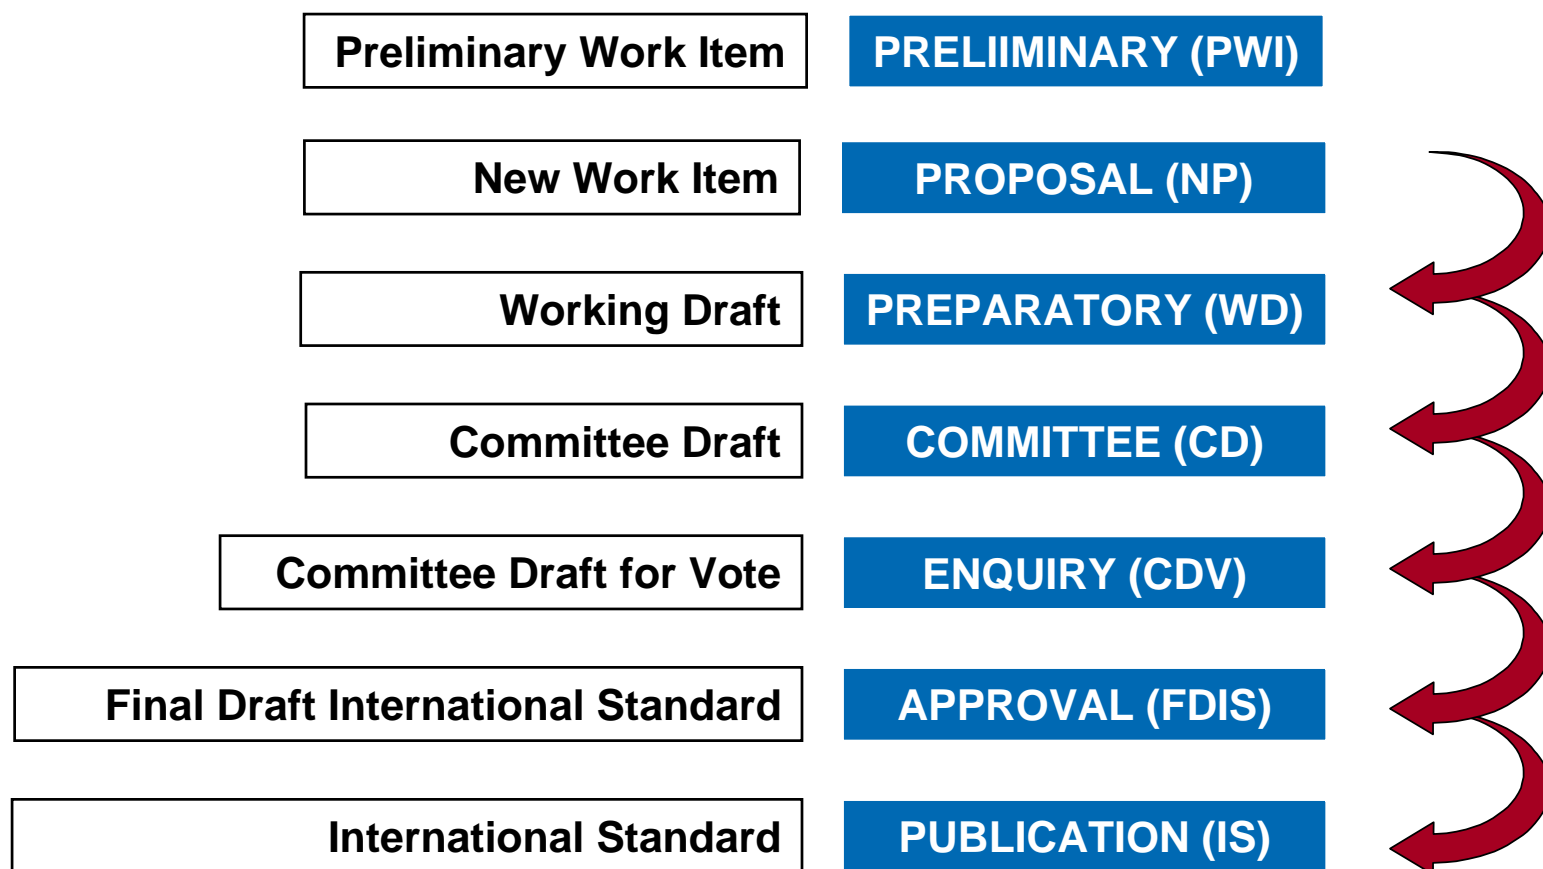 Preliminary Work Item PRELIIMINARY (PWI)
New Work Item PROPOSAL (NP)
Working Draft PREPARATORY (WD)
Committee Draft COMMITTEE (CD)
Committee Draft for Vote ENQUIRY (CDV)
Final Draft International Standard APPROVAL (FDIS)
International Standard PUBLICATION (IS)